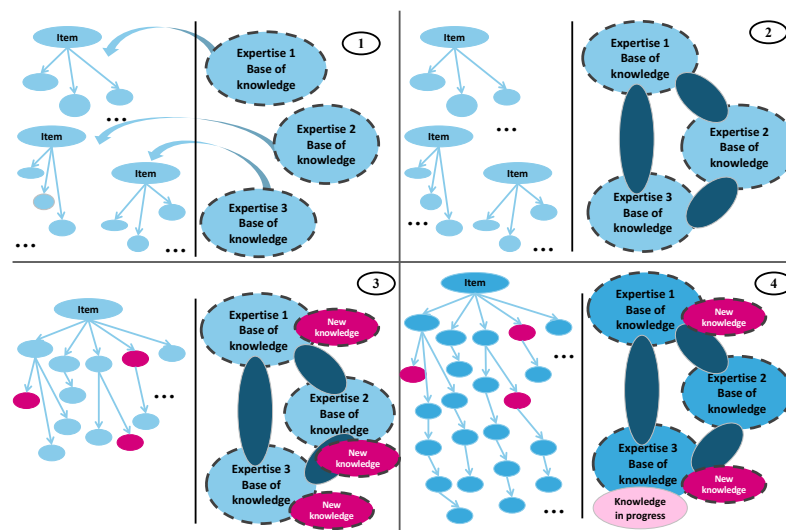 1
Item
...
Item
...
Item
...
Expertise 1
Base of
knowledge
Expertise 2
Base of
knowledge
Expertise 3
Base of
knowledge
2
Item
...
Item
...
Item
...
Expertise 1
Base of
knowledge
Expertise 2
Base of
knowledge
Expertise 3
Base of
knowledge
3
Item
...
Expertise 1
Base of
knowledge
New
knowledge
Expertise 2
Base of
knowledge
New
knowledge
Expertise 3
Base of
knowledge
New
knowledge
4
Item
...
...
Expertise 1
Base of
knowledge
New
knowledge
Expertise 2
Base of
knowledge
Expertise 3
Base of
knowledge
New
knowledge
Knowledge
in progress